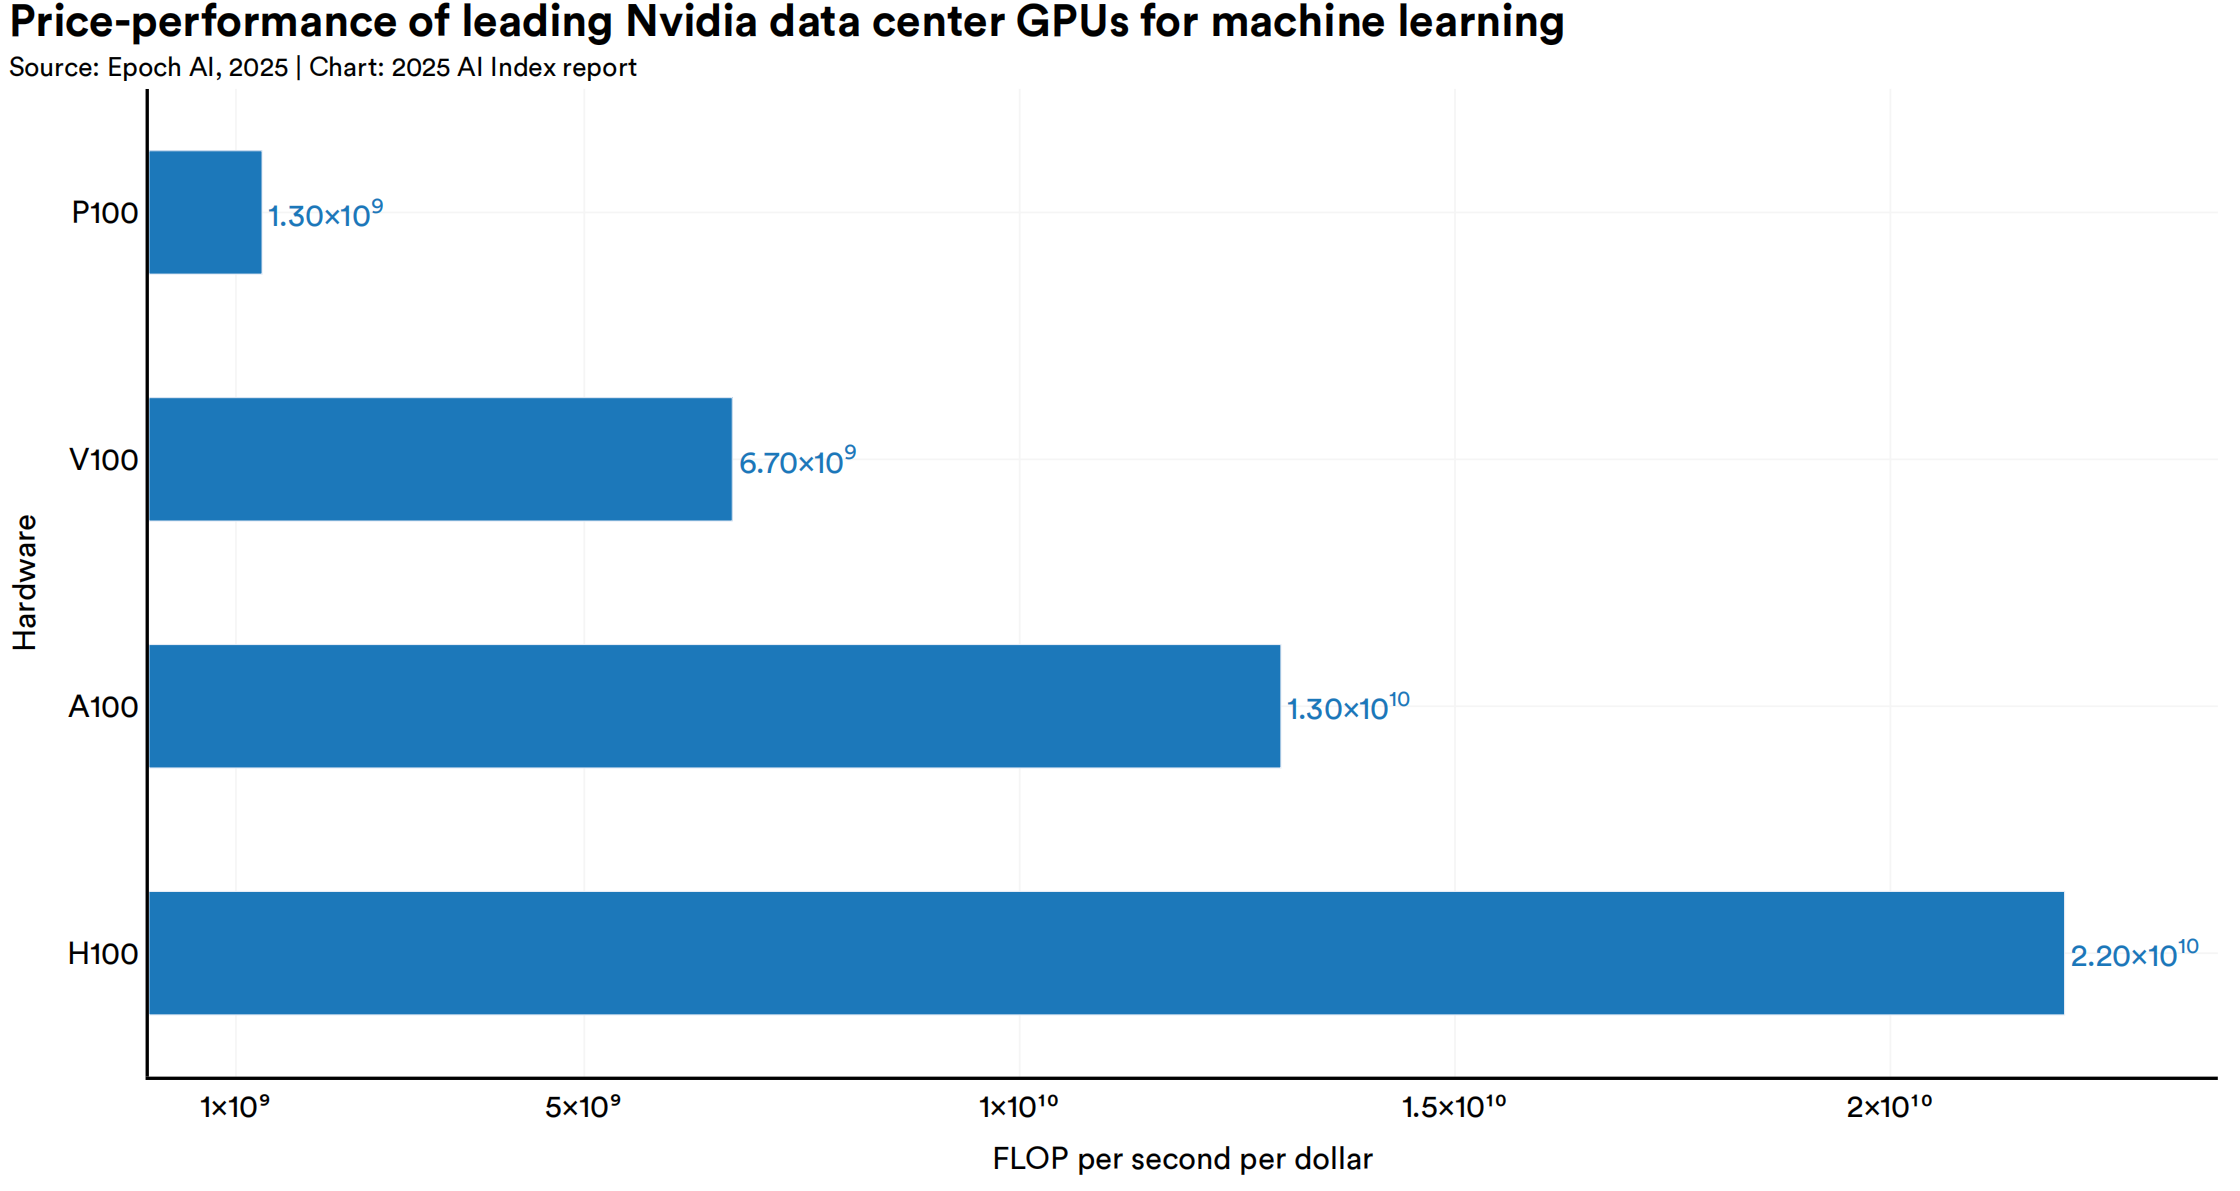 Price-performance of leading Nvidia data center GPUs for machine learning
Source: Epoch AI, 2025 | Chart: 2025 AI Index report
P100
1.30×10⁹
V100
6.70×10⁹
Hardware
A100
1.30×10¹⁰
H100
2.20×10¹⁰
1×10⁹ 5×10⁹ 1×10¹⁰ 1.5×10¹⁰ 2×10¹⁰
FLOP per second per dollar